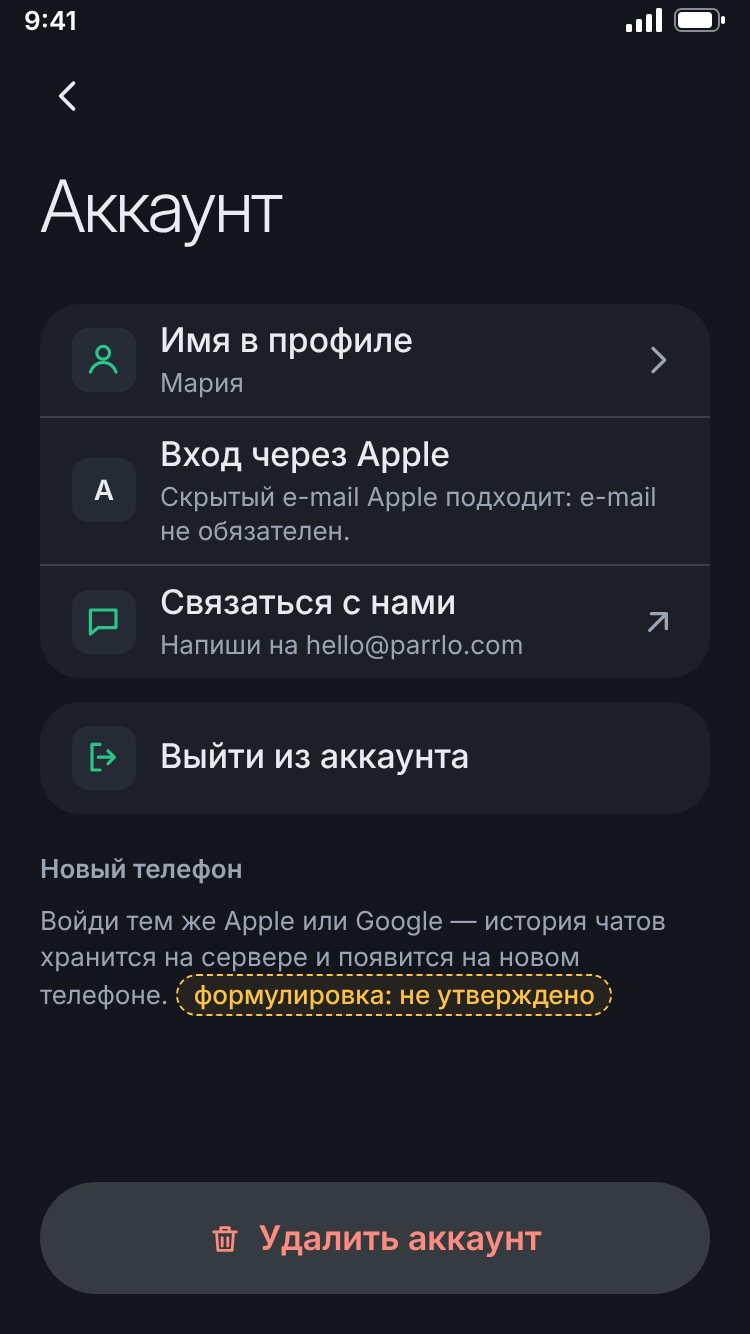 9:41
Аккаунт
Имя в профиле
Мария
A
Вход через Apple
Скрытый e-mail Apple подходит: e-mail
не обязателен.
Связаться с нами
Напиши на hello@parrlo.com
Выйти из аккаунта
Новый телефон
Войди тем же Apple или Google — история чатов
хранится на сервере и появится на новом
телефоне. формулировка: не утверждено
Удалить аккаунт